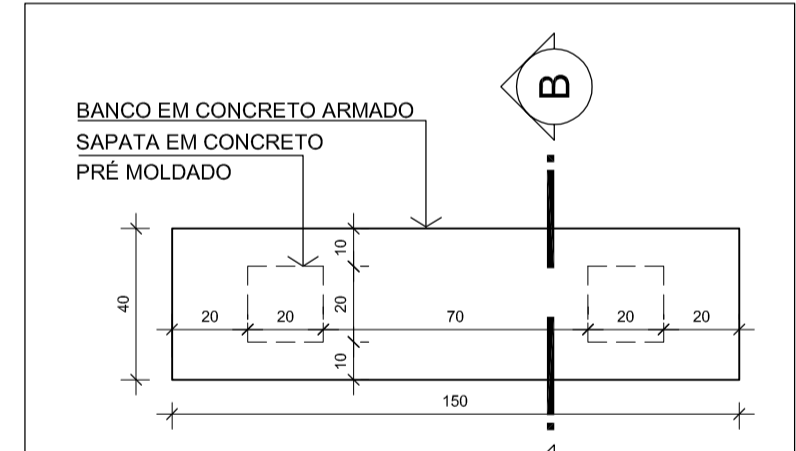 B
BANCO EM CONCRETO ARMADO
SAPATA EM CONCRETO
PRÉ MOLDADO
10
40
20 20 20 70 20 20
10
150